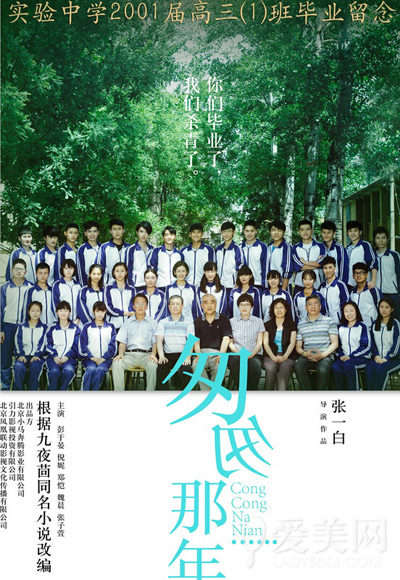 实验中学2001届高三(1)班毕业留念
你们毕业了，
我们杀青了。
匆匆那年
Cong
Cong
Na
Nian
张一白
导演作品
主演 彭于晏 倪妮 郑恺 魏晨 张子萱
根据九夜茴同名小说改编
出品方
北京小马奔腾影业有限公司
引力影视投资有限公司
北京凤凰联动影视文化传播有限公司
爱美网